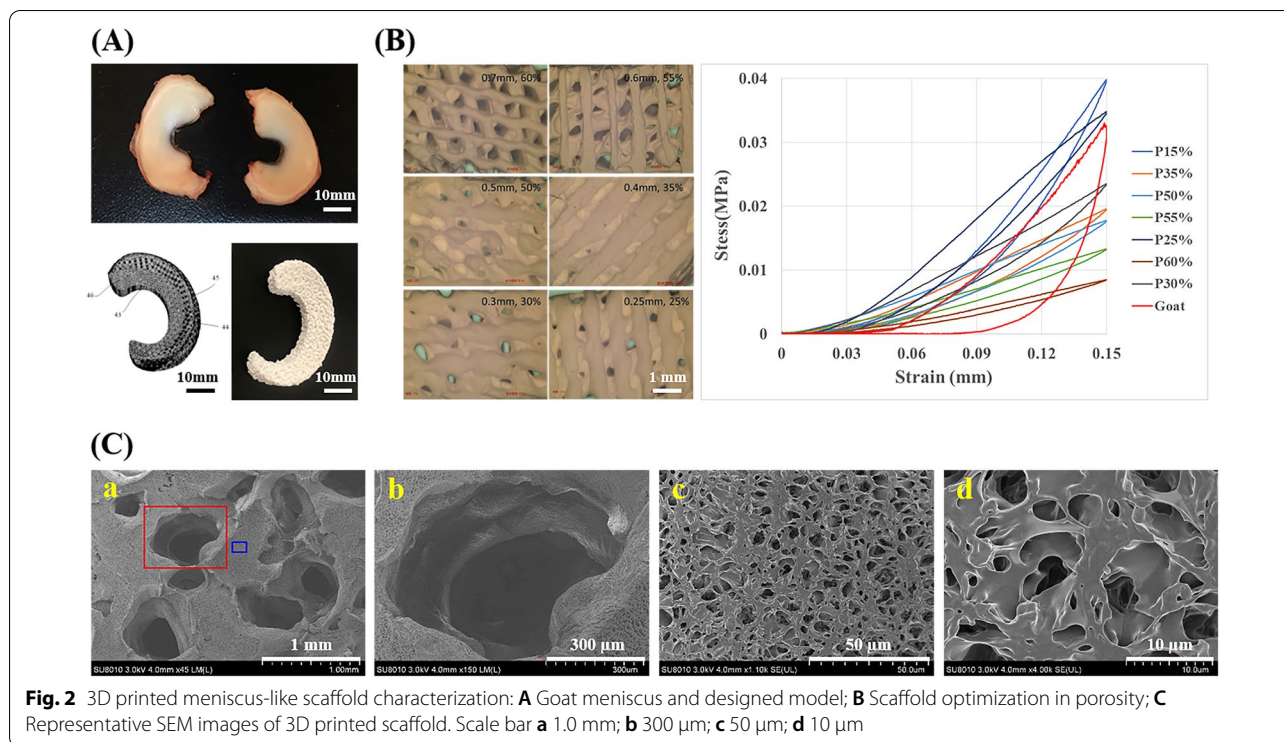 (A)
10mm
46
43
45
44
10mm
10mm
(B)
0.7mm, 60%
0.6mm, 55%
0.5mm, 50%
0.4mm, 35%
0.3mm, 30%
0.25mm, 25%
1 mm
0.04
0.03
0.02
0.01
0
0
0.03
0.06
0.09
0.12
0.15
Stess(MPa)
Strain (mm)
P15%
P35%
P50%
P55%
P25%
P60%
P30%
Goat
(C)
a
1 mm
SU8010 3.0kV 4.0mm x45 LM(L)
1.00mm
b
300 μm
SU8010 3.0kV 4.0mm x150 LM(L)
300um
c
50 μm
SU8010 3.0kV 4.0mm x1.10k SE(UL)
50.0um
d
10 μm
SU8010 3.0kV 4.0mm x4.00k SE(UL)
10.0um
Fig. 2 3D printed meniscus-like scaffold characterization: A Goat meniscus and designed model; B Scaffold optimization in porosity; C
Representative SEM images of 3D printed scaffold. Scale bar a 1.0 mm; b 300 μm; c 50 μm; d 10 μm